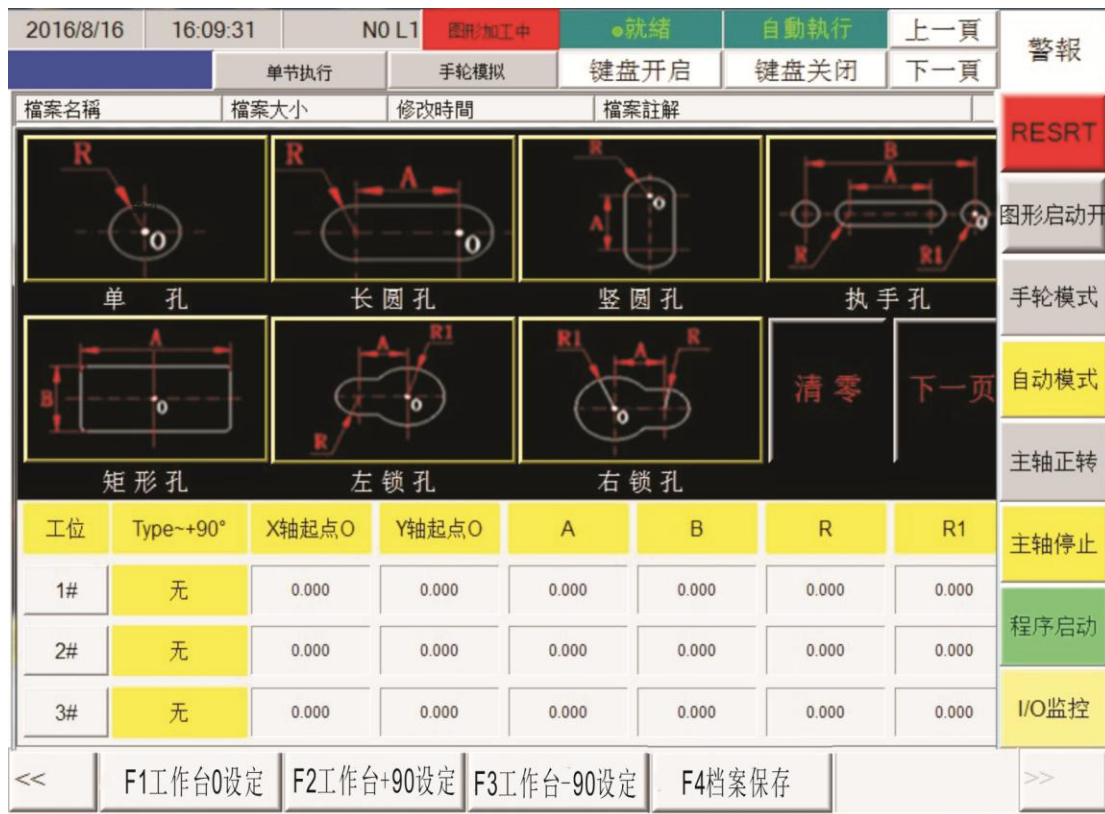 2016/8/16 16:09:31 N0 L1 图形加工中 ●就緒 自動執行 上一頁 警報
单节执行 手轮模拟 键盘开启 键盘关闭 下一頁
檔案名稱 檔案大小 修改時間 檔案註解
RESRT
图形启动开
手轮模式
自动模式
主轴正转
主轴停止
程序启动
I/O监控
R O
R A O
R A O
B A R R1 O
单 孔 长 圆 孔 竖 圆 孔 执 手 孔
A B O
A R1 R O
R1 A R O
清 零 下一页
矩 形 孔 左 锁 孔 右 锁 孔
工位 Type~+90° X轴起点O Y轴起点O A B R R1
1# 无 0.000 0.000 0.000 0.000 0.000 0.000
2# 无 0.000 0.000 0.000 0.000 0.000 0.000
3# 无 0.000 0.000 0.000 0.000 0.000 0.000
<< F1工作台0设定 F2工作台+90设定 F3工作台-90设定 F4档案保存 >>